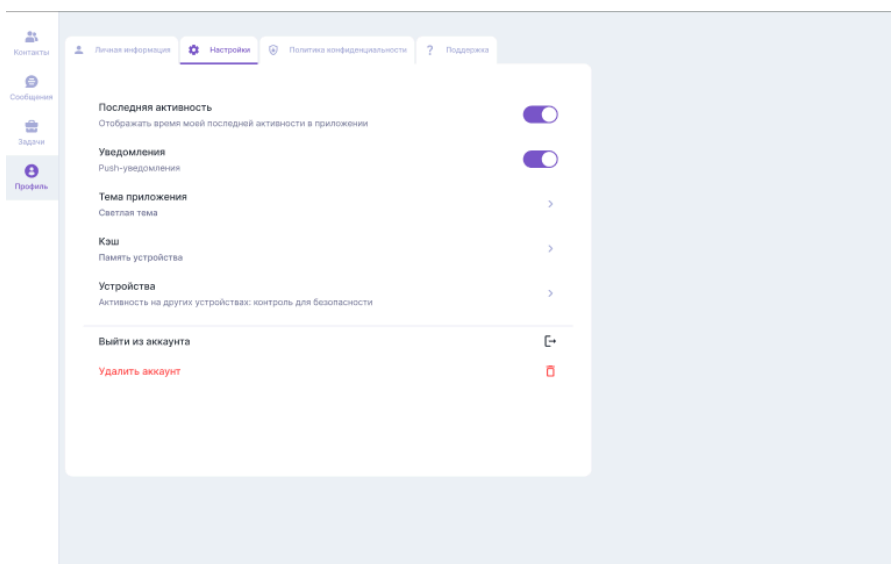 Контакты
Сообщения
Задачи
Профиль
Личная информация
Настройки
Политика конфиденциальности
? Поддержка
Последняя активность
Отображать время моей последней активности в приложении
Уведомления
Push-уведомления
Тема приложения
Светлая тема
Кэш
Память устройства
Устройства
Активность на других устройствах: контроль для безопасности
Выйти из аккаунта
Удалить аккаунт